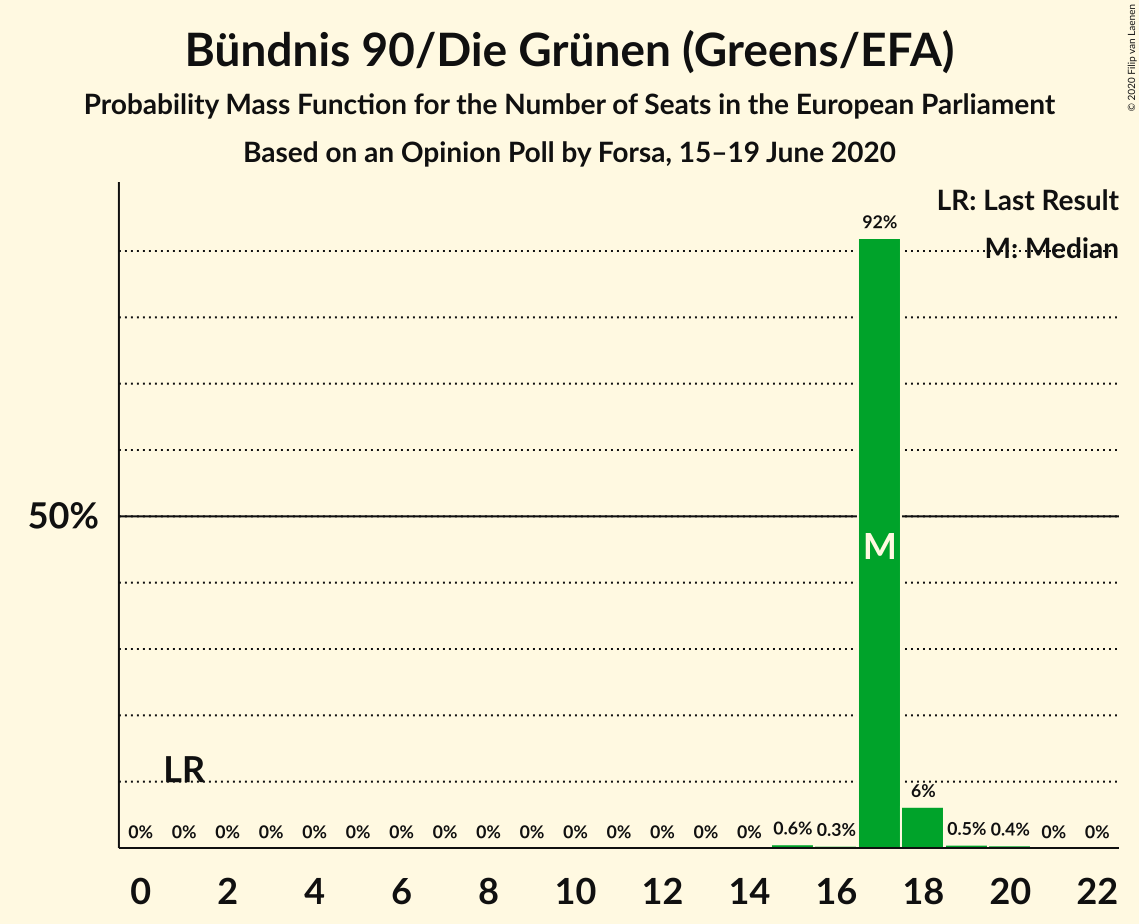 Bündnis 90/Die Grünen (Greens/EFA)
Probability Mass Function for the Number of Seats in the European Parliament
Based on an Opinion Poll by Forsa, 15–19 June 2020
© 2020 Filip van Laenen
LR: Last Result
M: Median
92%
50%
M
LR
6%
0% 0% 0% 0% 0% 0% 0% 0% 0% 0% 0% 0% 0% 0% 0% 0.6% 0.3% 0.5% 0.4% 0% 0%
0 2 4 6 8 10 12 14 16 18 20 22